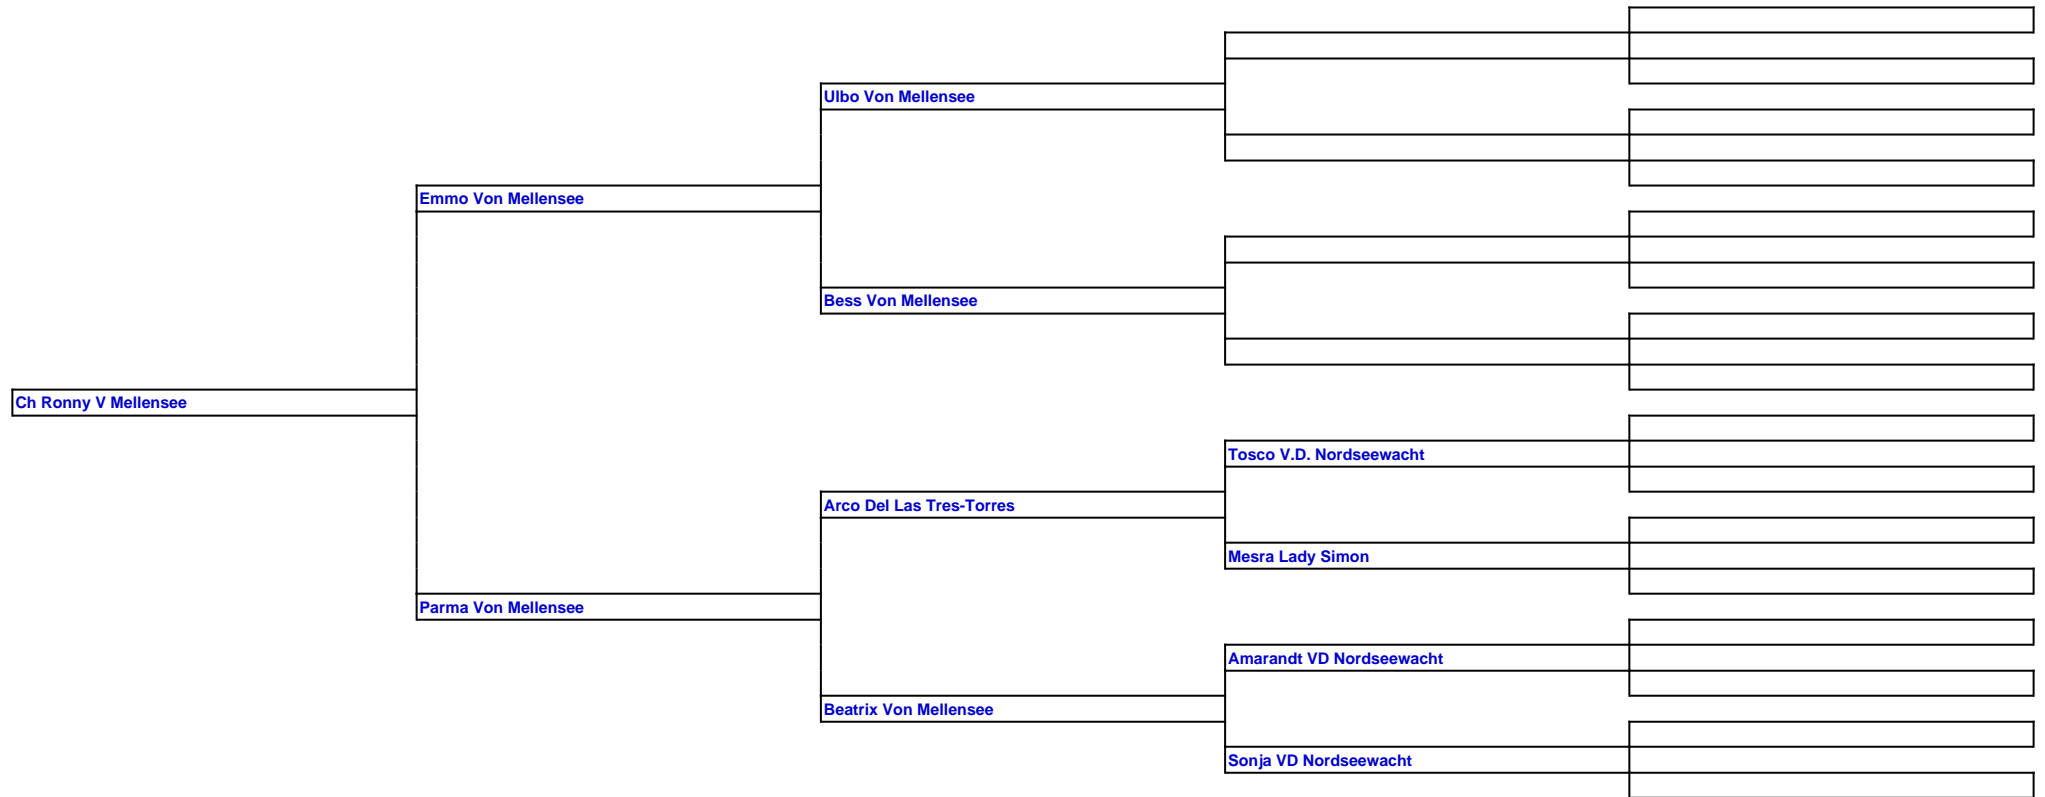 Ulbo Von Mellensee
Emmo Von Mellensee
Bess Von Mellensee
Ch Ronny V Mellensee
Tosco V.D. Nordseewacht
Arco Del Las Tres-Torres
Mesra Lady Simon
Parma Von Mellensee
Amarandt VD Nordseewacht
Beatrix Von Mellensee
Sonja VD Nordseewacht